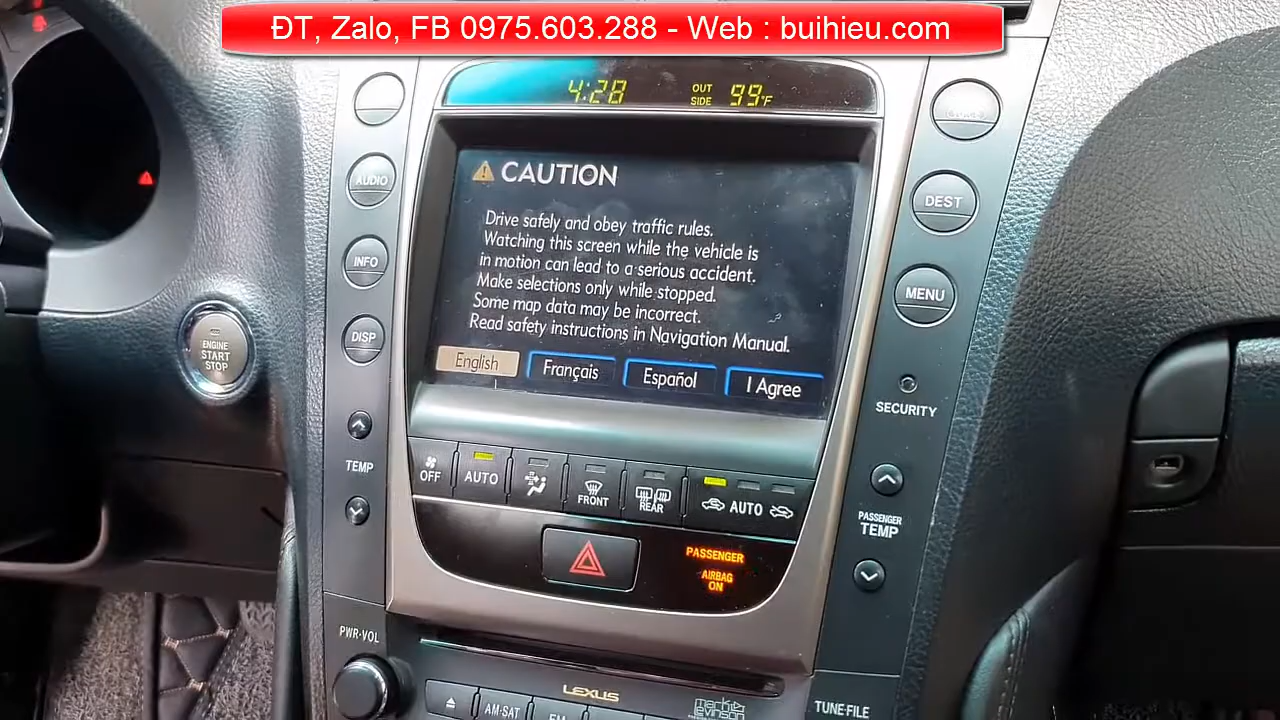 ĐT, Zalo, FB 0975.603.288 - Web : buihieu.com
4:28 OUT SIDE 99°F
CAUTION
Drive safely and obey traffic rules.
Watching this screen while the vehicle is
in motion can lead to a serious accident.
Make selections only while stopped.
Some map data may be incorrect.
Read safety instructions in Navigation Manual.
English Français Español I Agree
AUDIO
INFO
DISP
DEST
MENU
SECURITY
ENGINE
START
STOP
TEMP
OFF AUTO FRONT REAR AUTO
PASSENGER
TEMP
PASSENGER
AIRBAG
ON
PWR·VOL
LEXUS
AM·SAT FM
Mark
Levinson
TUNE·FILE